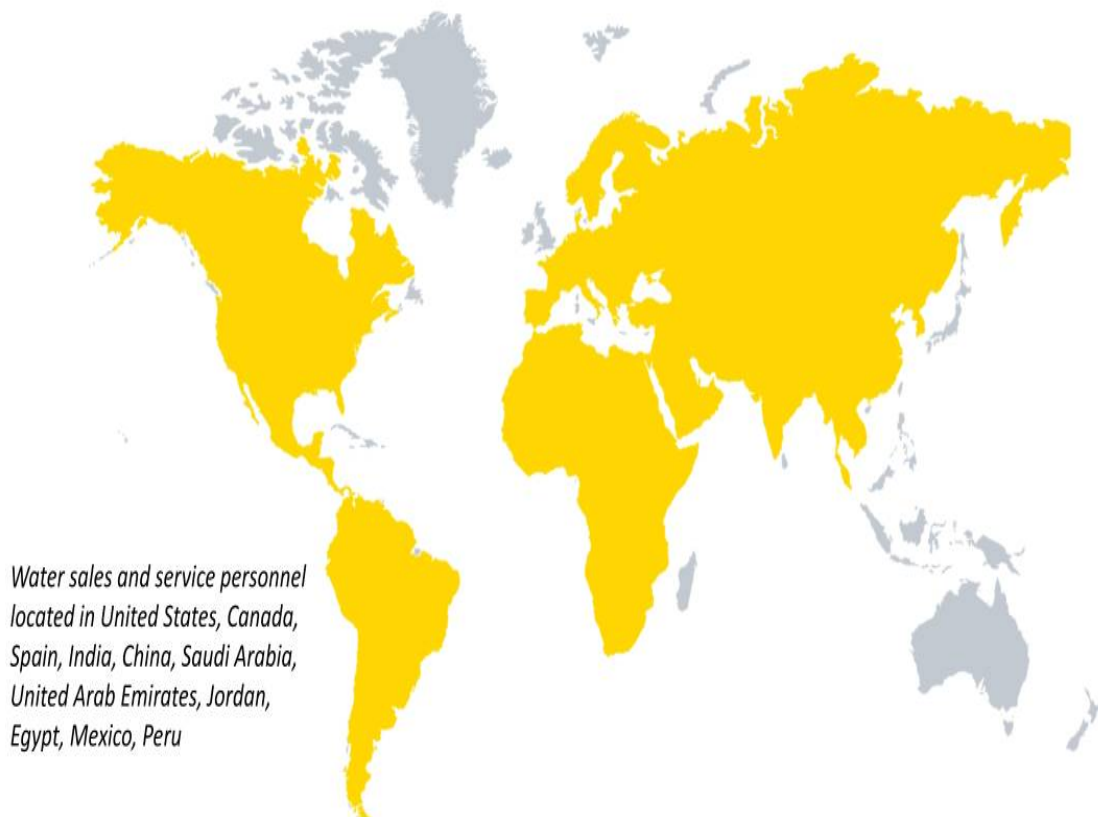 Water sales and service personnel
located in United States, Canada,
Spain, India, China, Saudi Arabia,
United Arab Emirates, Jordan,
Egypt, Mexico, Peru